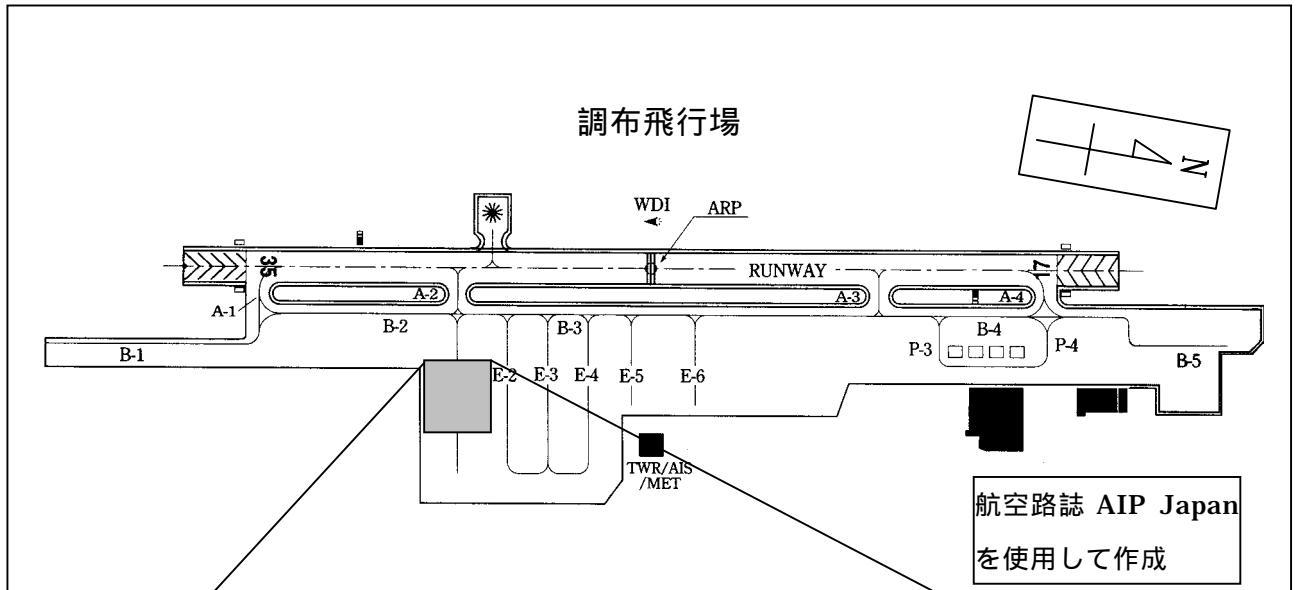 調布飛行場
N
WDI
ARP
35
RUNWAY
17
A-1
A-2
A-3
A-4
B-1
B-2
B-3
B-4
B-5
P-3
P-4
E-2
E-3
E-4
E-5
E-6
TWR/AIS
/MET
航空路誌 AIP Japan
を使用して作成